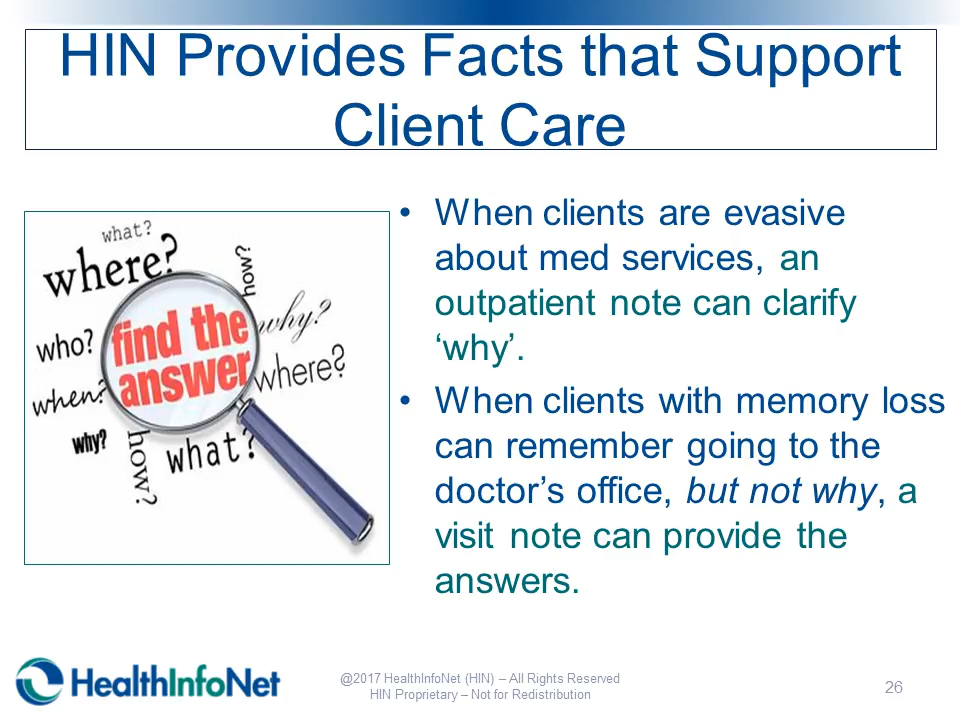 HIN Provides Facts that Support
Client Care
what?
where?
how?
find the
answer
why?
who?
where?
when?
why?
how?
what?
• When clients are evasive
about med services, an
outpatient note can clarify
‘why’.
• When clients with memory loss
can remember going to the
doctor’s office, but not why, a
visit note can provide the
answers.
HealthInfoNet
@2017 HealthInfoNet (HIN) – All Rights Reserved
HIN Proprietary – Not for Redistribution
26